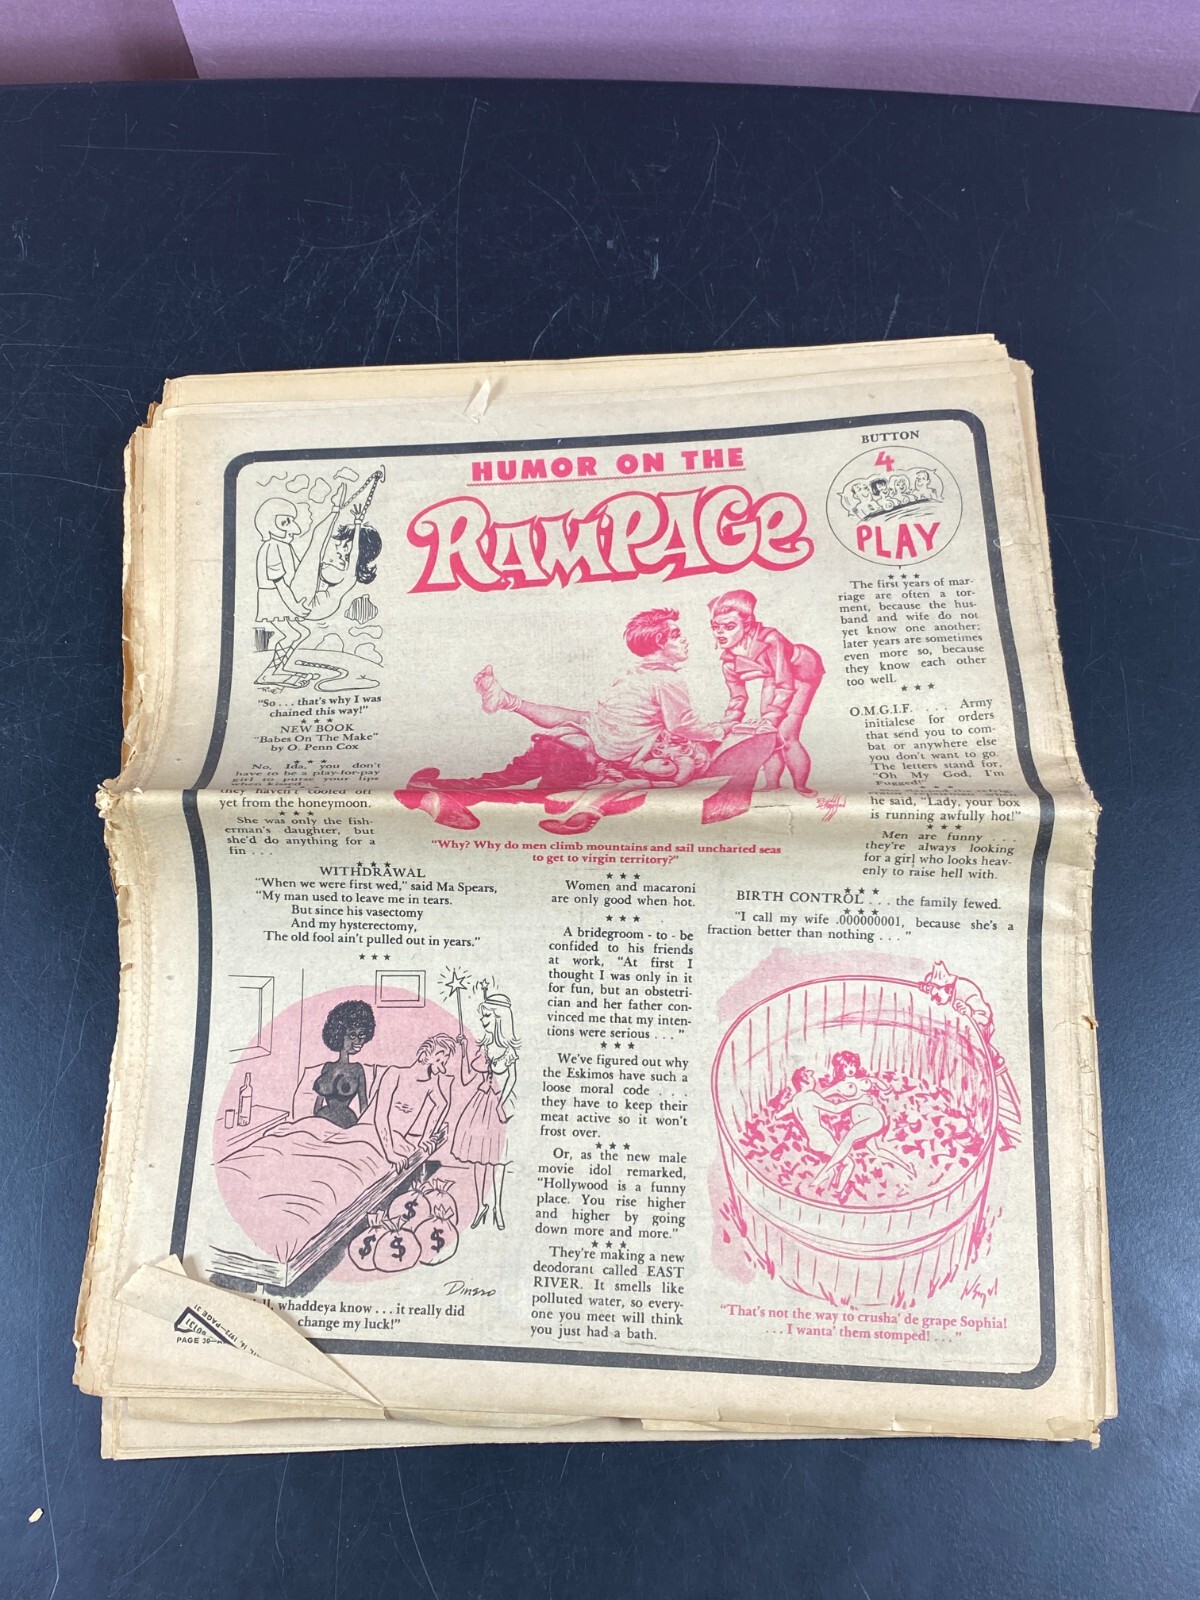 HUMOR ON THE
RAMPAGE
BUTTON
4
PLAY
"So . . . that's why I was
chained this way!"
★ ★ ★
NEW BOOK
"Babes On The Make"
by O. Penn Cox
★ ★ ★
No, Ida, you don't
have to be a play-for-pay
girl to purse your lips
when kissed
they haven't cooled off
yet from the honeymoon.
★ ★ ★
She was only the fish-
erman's daughter, but
she'd do anything for a
fin . . .
★ ★ ★
WITHDRAWAL
"When we were first wed," said Ma Spears,
"My man used to leave me in tears.
But since his vasectomy
And my hysterectomy,
The old fool ain't pulled out in years."
★ ★ ★
$
$
$
$
Dinero
whaddeya know . . . it really did
change my luck!"
PAGE 30
PAGE 31
"Why? Why do men climb mountains and sail uncharted seas
to get to virgin territory?"
★ ★ ★
Women and macaroni
are only good when hot.
★ ★ ★
A bridegroom - to - be
confided to his friends
at work, "At first I
thought I was only in it
for fun, but an obstetri-
cian and her father con-
vinced me that my inten-
tions were serious . . ."
★ ★ ★
We've figured out why
the Eskimos have such a
loose moral code . . .
they have to keep their
meat active so it won't
frost over.
★ ★ ★
Or, as the new male
movie idol remarked,
"Hollywood is a funny
place. You rise higher
and higher by going
down more and more."
★ ★ ★
They're making a new
deodorant called EAST
RIVER. It smells like
polluted water, so every-
one you meet will think
you just had a bath.
★ ★ ★
The first years of mar-
riage are often a tor-
ment, because the hus-
band and wife do not
yet know one another;
later years are sometimes
even more so, because
they know each other
too well.
★ ★ ★
O.M.G.I.F. . . . Army
initialese for orders
that send you to com-
bat or anywhere else
you don't want to go.
The letters stand for,
"Oh My God, I'm
Fugged!"
he said, "Lady, your box
is running awfully hot!"
★ ★ ★
Men are funny . . .
they're always looking
for a girl who looks heav-
enly to raise hell with.
★ ★ ★
BIRTH CONTROL . . . the family fewed.
★ ★ ★
"I call my wife .000000001, because she's a
fraction better than nothing . . ."
"That's not the way to crusha' de grape Sophia!
. . . I wanta' them stomped! . . ."